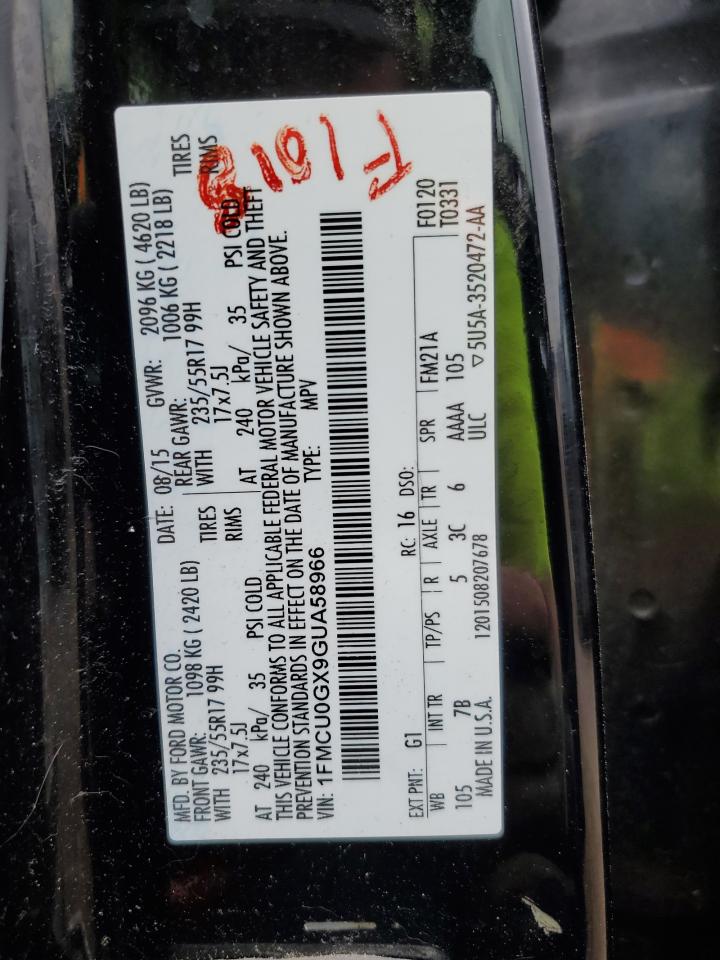 MFD. BY FORD MOTOR CO. DATE: 08/15 GVWR: 2096 KG ( 4620 LB)
FRONT GAWR: 1098 KG ( 2420 LB) REAR GAWR: 1006 KG ( 2218 LB)
WITH 235/55R17 99H TIRES WITH 235/55R17 99H TIRES
17x7.5J RIMS 17x7.5J RIMS
AT 240 kPa/ 35 PSI COLD AT 240 kPa/ 35 PSI COLD
THIS VEHICLE CONFORMS TO ALL APPLICABLE FEDERAL MOTOR VEHICLE SAFETY AND THEFT
PREVENTION STANDARDS IN EFFECT ON THE DATE OF MANUFACTURE SHOWN ABOVE.
VIN: 1FMCU0GX9GUA58966 TYPE: MPV
F0120
EXT PNT: G1 RC: 16 DSO: T0331
WB INT TR TP/PS R AXLE TR SPR FM21A
105 7B 5 3C 6 AAAA 105
MADE IN U.S.A. 1201508207678 ULC ▽5U5A-3520472-AA